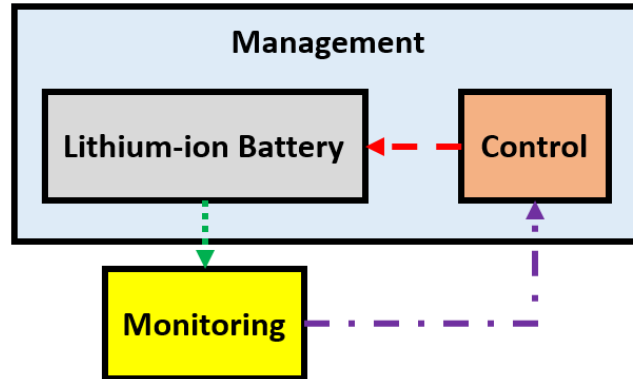 Management
Lithium-ion Battery
Control
Monitoring